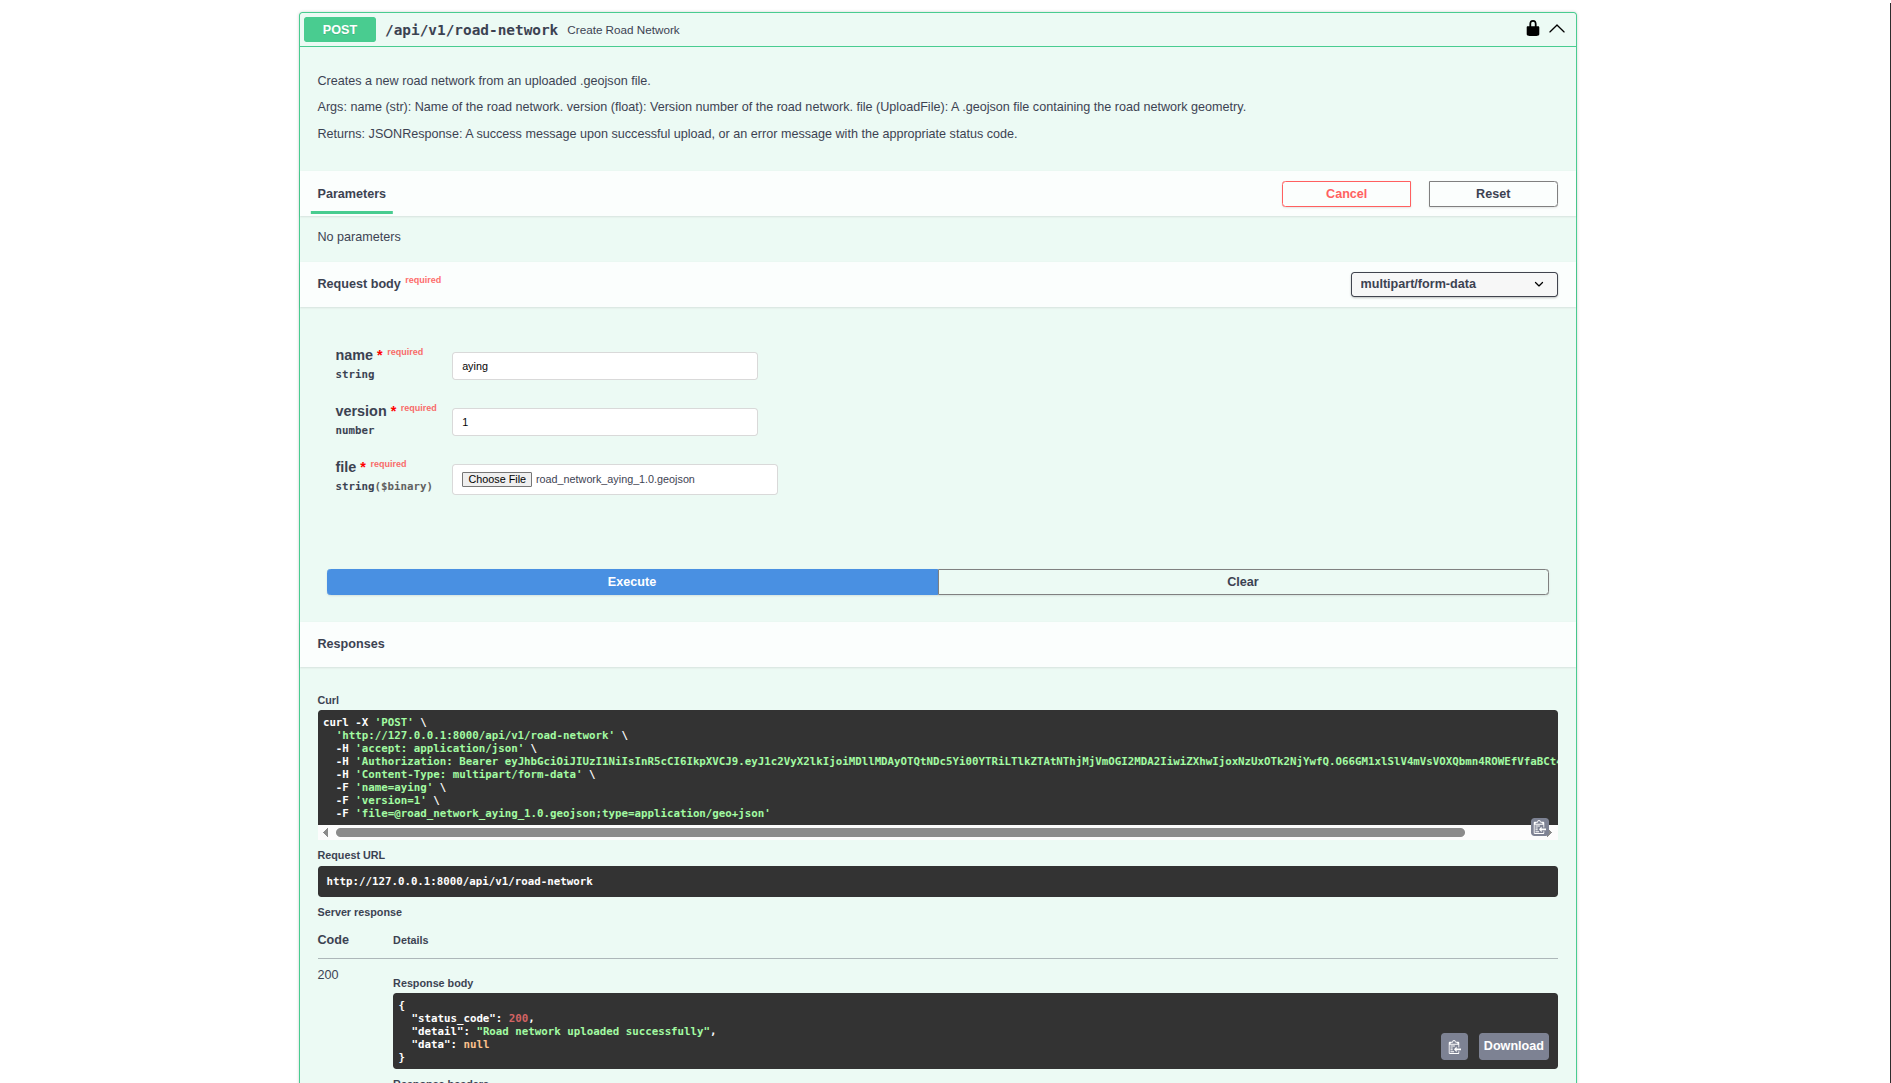 POST /api/v1/road-network Create Road Network
Creates a new road network from an uploaded .geojson file.
Args: name (str): Name of the road network. version (float): Version number of the road network. file (UploadFile): A .geojson file containing the road network geometry.
Returns: JSONResponse: A success message upon successful upload, or an error message with the appropriate status code.
Parameters
Cancel
Reset
No parameters
Request body required
multipart/form-data
name * required
string
aying
version * required
number
1
file * required
string($binary)
Choose File road_network_aying_1.0.geojson
Execute
Clear
Responses
Curl
curl -X 'POST' \
'http://127.0.0.1:8000/api/v1/road-network' \
-H 'accept: application/json' \
-H 'Authorization: Bearer
-H 'Content-Type: multipart/form-data' \
-F 'name=aying' \
-F 'version=1' \
-F 'file=@road_network_aying_1.0.geojson;type=application/geo+json'
Request URL
http://127.0.0.1:8000/api/v1/road-network
Server response
Code Details
200
Response body
{
"status_code": 200,
"detail": "Road network uploaded successfully",
"data": null
}
Download